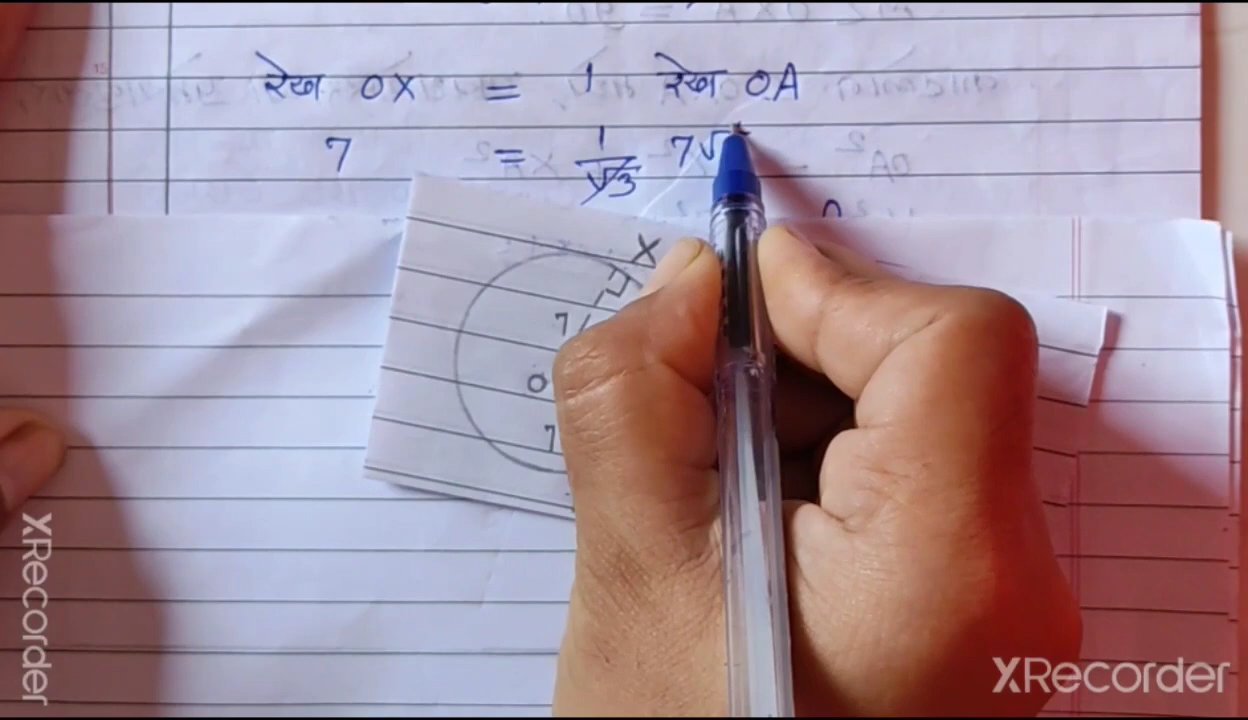 रेख OX = 1 रेख OA
7 = 1/√3 7√
X
7
O
7
XRecorder
XRecorder